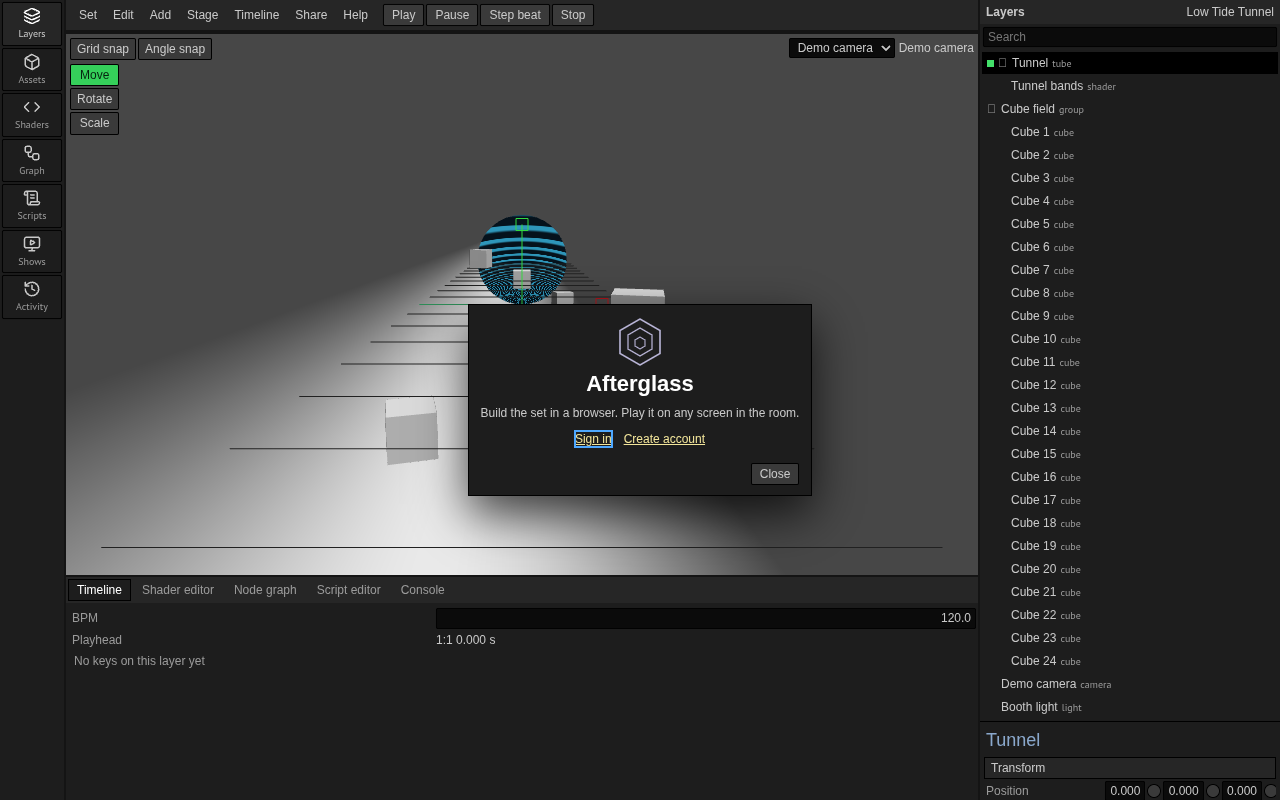 Layers
Assets
Shaders
Graph
Scripts
Shows
Activity
Set Edit Add Stage Timeline Share Help Play Pause Step beat Stop
Grid snap Angle snap
Demo camera Demo camera
Move
Rotate
Scale
Afterglass
Build the set in a browser. Play it on any screen in the room.
Sign in Create account
Close
Timeline Shader editor Node graph Script editor Console
BPM 120.0
Playhead 1:1 0.000 s
No keys on this layer yet
Layers Low Tide Tunnel
Search
Tunnel tube
Tunnel bands shader
Cube field group
Cube 1 cube
Cube 2 cube
Cube 3 cube
Cube 4 cube
Cube 5 cube
Cube 6 cube
Cube 7 cube
Cube 8 cube
Cube 9 cube
Cube 10 cube
Cube 11 cube
Cube 12 cube
Cube 13 cube
Cube 14 cube
Cube 15 cube
Cube 16 cube
Cube 17 cube
Cube 18 cube
Cube 19 cube
Cube 20 cube
Cube 21 cube
Cube 22 cube
Cube 23 cube
Cube 24 cube
Demo camera camera
Booth light light
Tunnel
Transform
Position 0.000 0.000 0.000